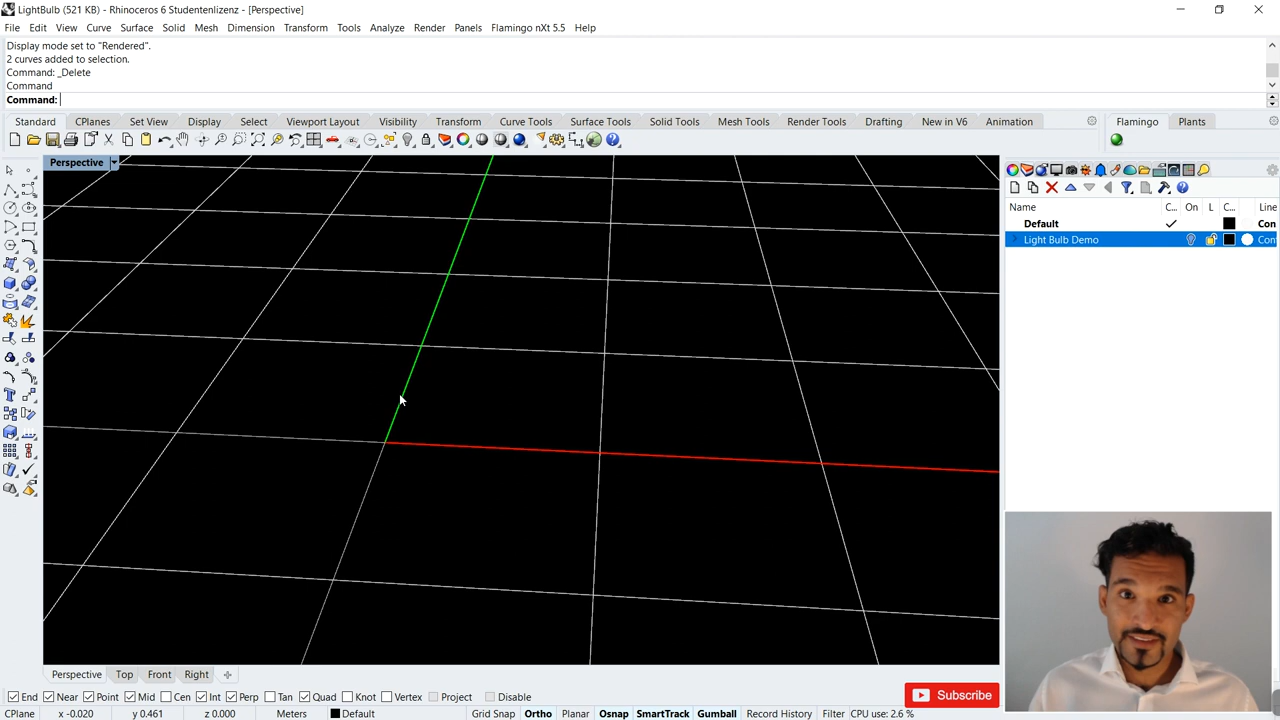 LightBulb (521 KB) - Rhinoceros 6 Studentenlizenz - [Perspective]
File Edit View Curve Surface Solid Mesh Dimension Transform Tools Analyze Render Panels Flamingo nXt 5.5 Help
Display mode set to "Rendered".
2 curves added to selection.
Command: _Delete
Command
Command:
Standard CPlanes Set View Display Select Viewport Layout Visibility Transform Curve Tools Surface Tools Solid Tools Mesh Tools Render Tools Drafting New in V6 Animation Flamingo Plants
Perspective
Name C... On L C... Line
Default Con
Light Bulb Demo Con
Perspective Top Front Right
Subscribe
End Near Point Mid Cen Int Perp Tan Quad Knot Vertex Project Disable
CPlane x -0.020 y 0.461 z 0.000 Meters Default Grid Snap Ortho Planar Osnap SmartTrack Gumball Record History Filter CPU use: 2.6 %